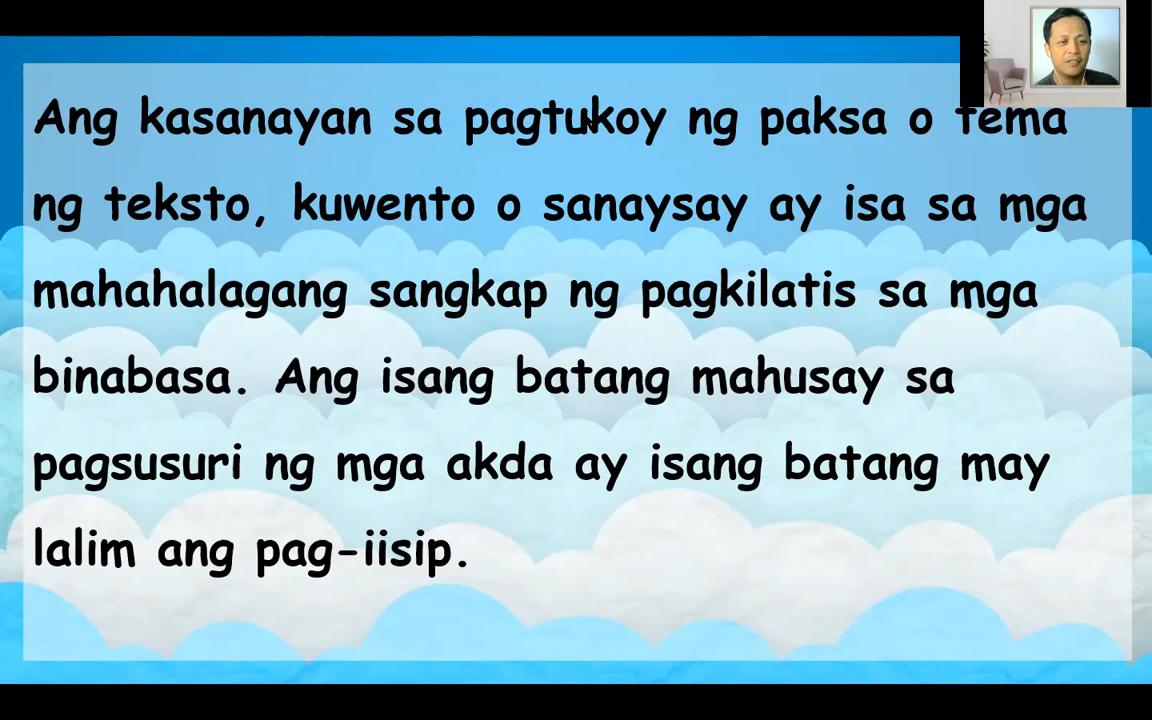 Ang kasanayan sa pagtukoy ng paksa o tema
ng teksto, kuwento o sanaysay ay isa sa mga
mahahalagang sangkap ng pagkilatis sa mga
binabasa. Ang isang batang mahusay sa
pagsusuri ng mga akda ay isang batang may
lalim ang pag-iisip.